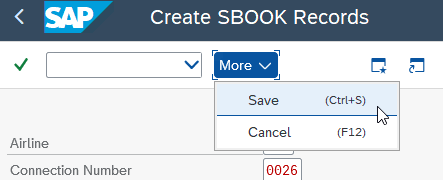 SAP Create SBOOK Records
More
Save (Ctrl+S)
Cancel (F12)
Airline
Connection Number 0026